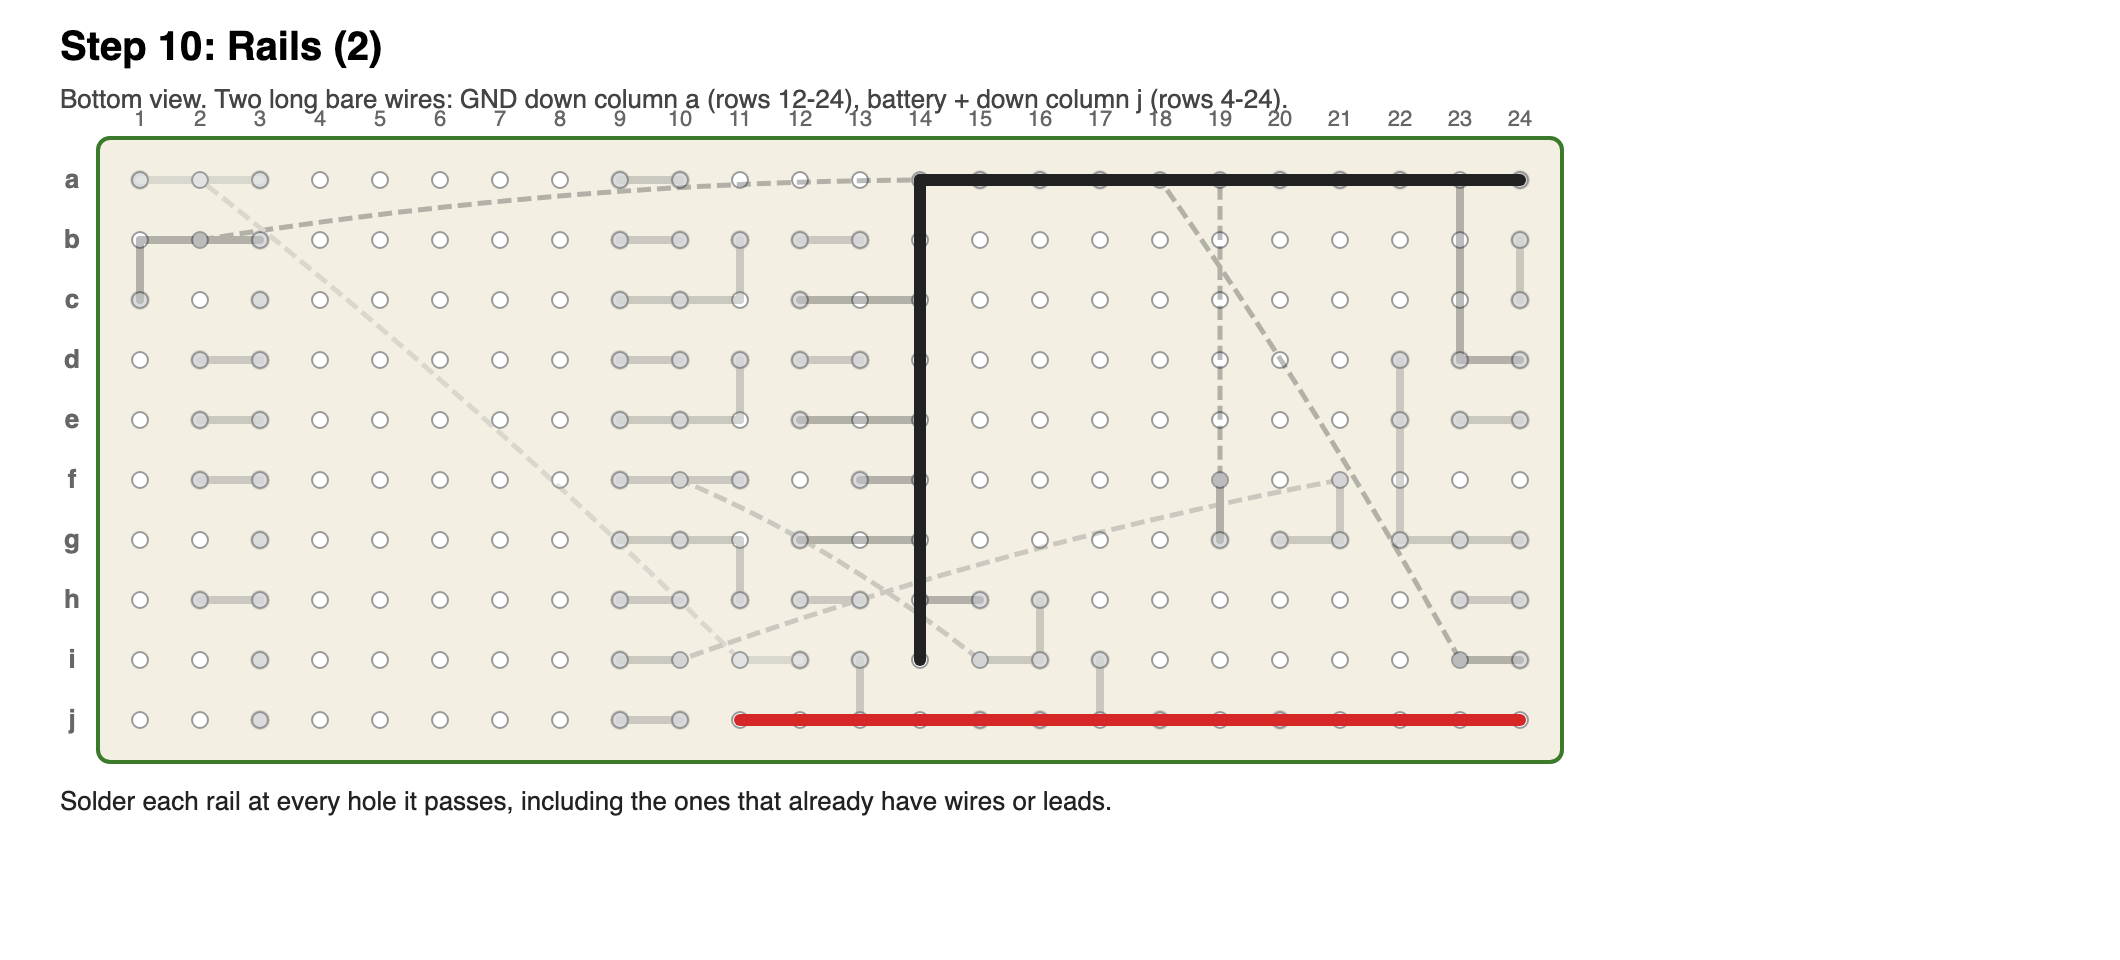 Step 10: Rails (2)
Bottom view. Two long bare wires: GND down column a (rows 12-24), battery + down column j (rows 4-24).
1 2 3 4 5 6 7 8 9 10 11 12 13 14 15 16 17 18 19 20 21 22 23 24
a
b
c
d
e
f
g
h
i
j
Solder each rail at every hole it passes, including the ones that already have wires or leads.